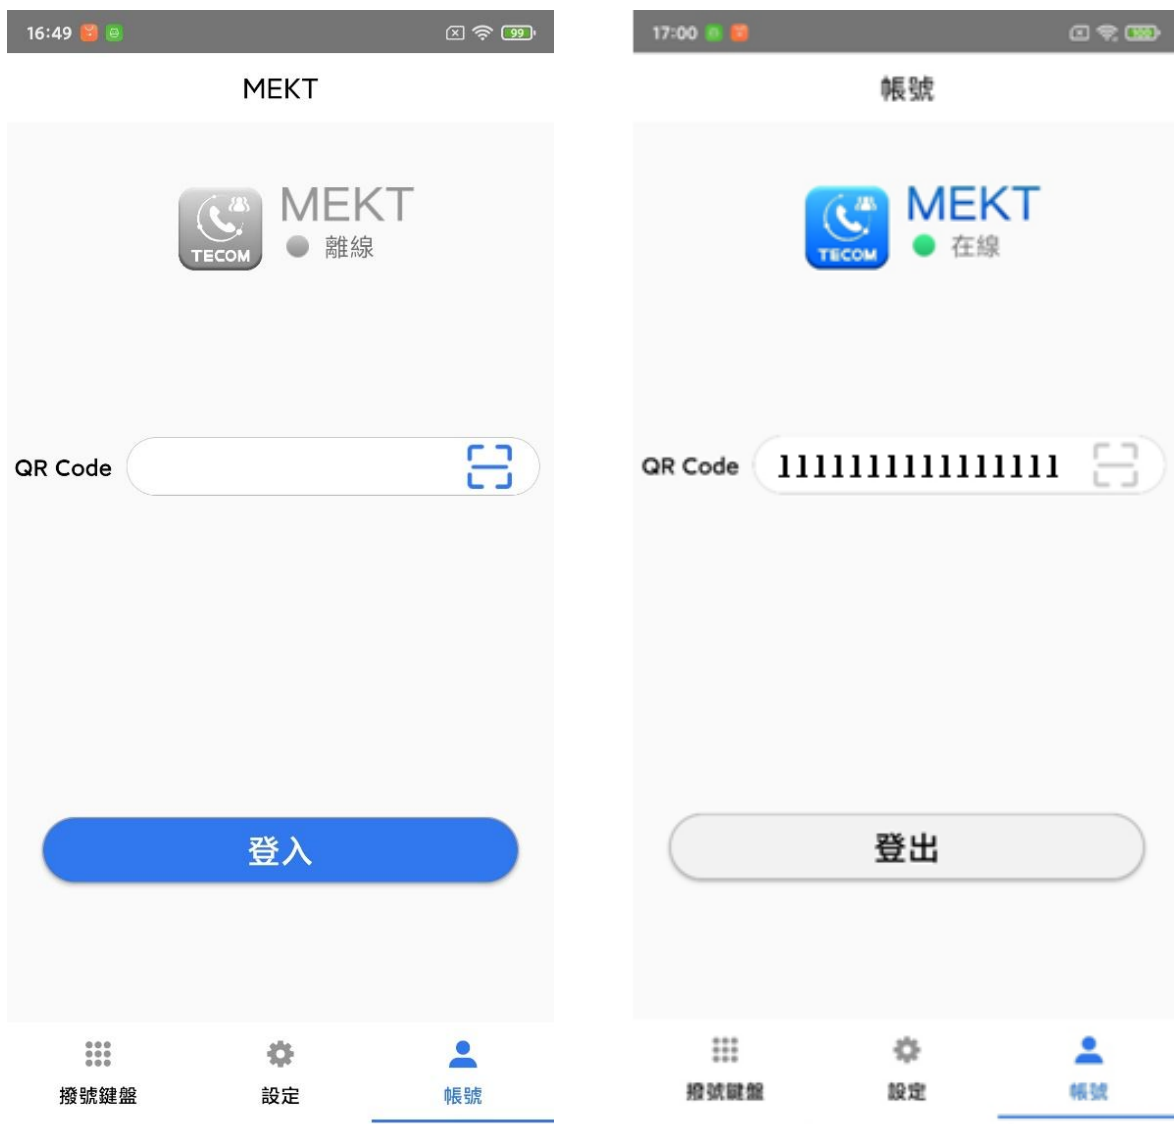 16:49
99
MEKT
TECOM
MEKT
離線
QR Code
登入
撥號鍵盤
設定
帳號
17:00
100
帳號
TECOM
MEKT
在線
QR Code
1111111111111111
登出
撥號鍵盤
設定
帳號